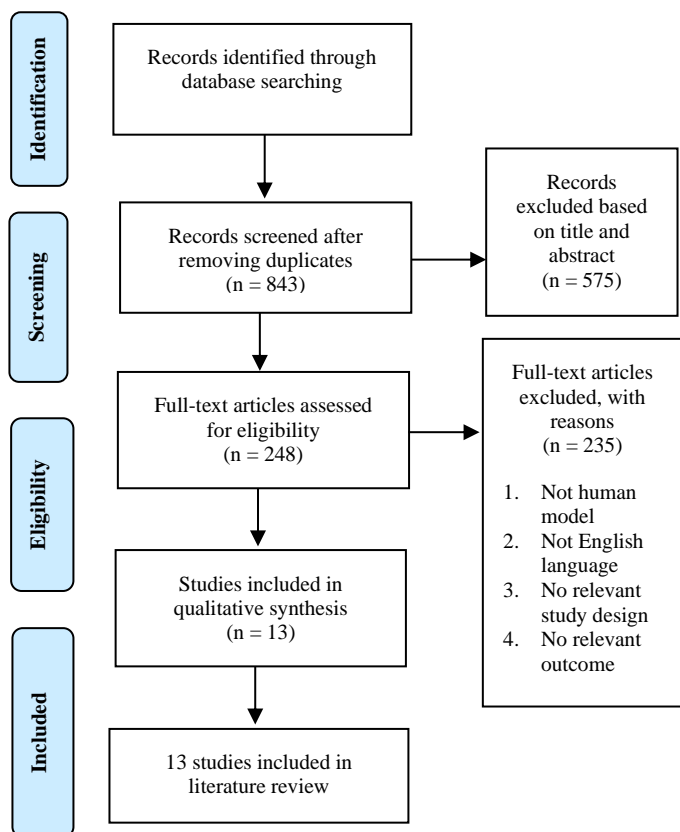 Identification
Records identified through
database searching
Screening
Records screened after
removing duplicates
(n = 843)
Records
excluded based
on title and
abstract
(n = 575)
Eligibility
Full-text articles assessed
for eligibility
(n = 248)
Full-text articles
excluded, with
reasons
(n = 235)
1. Not human
model
2. Not English
language
3. No relevant
study design
4. No relevant
outcome
Studies included in
qualitative synthesis
(n = 13)
Included
13 studies included in
literature review